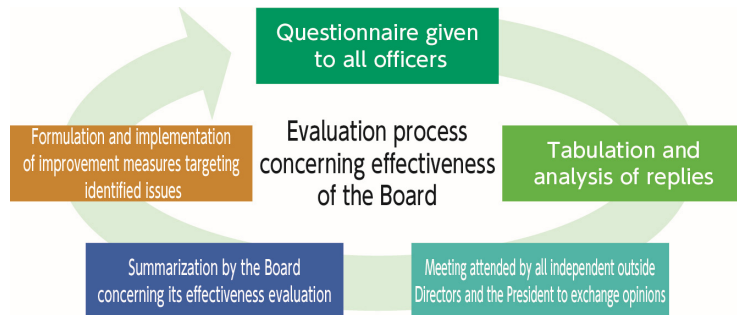 Questionnaire given
to all officers
Formulation and implementation
of improvement measures targeting
identified issues
Evaluation process
concerning effectiveness
of the Board
Tabulation and
analysis of replies
Summarization by the Board
concerning its effectiveness evaluation
Meeting attended by all independent outside
Directors and the President to exchange opinions